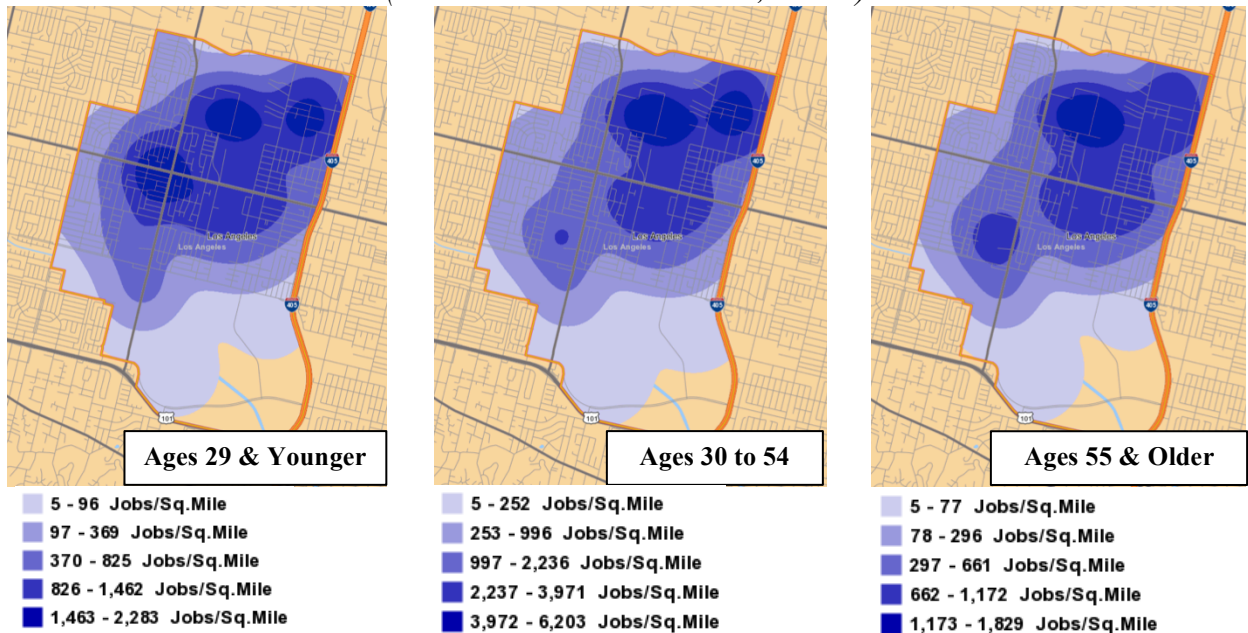 405
Los Angeles
Los Angeles
405
101
Ages 29 & Younger
5 - 96 Jobs/Sq.Mile
97 - 369 Jobs/Sq.Mile
370 - 825 Jobs/Sq.Mile
826 - 1,462 Jobs/Sq.Mile
1,463 - 2,283 Jobs/Sq.Mile
405
Los Angeles
Los Angeles
405
101
Ages 30 to 54
5 - 252 Jobs/Sq.Mile
253 - 996 Jobs/Sq.Mile
997 - 2,236 Jobs/Sq.Mile
2,237 - 3,971 Jobs/Sq.Mile
3,972 - 6,203 Jobs/Sq.Mile
405
Los Angeles
Los Angeles
405
101
Ages 55 & Older
5 - 77 Jobs/Sq.Mile
78 - 296 Jobs/Sq.Mile
297 - 661 Jobs/Sq.Mile
662 - 1,172 Jobs/Sq.Mile
1,173 - 1,829 Jobs/Sq.Mile